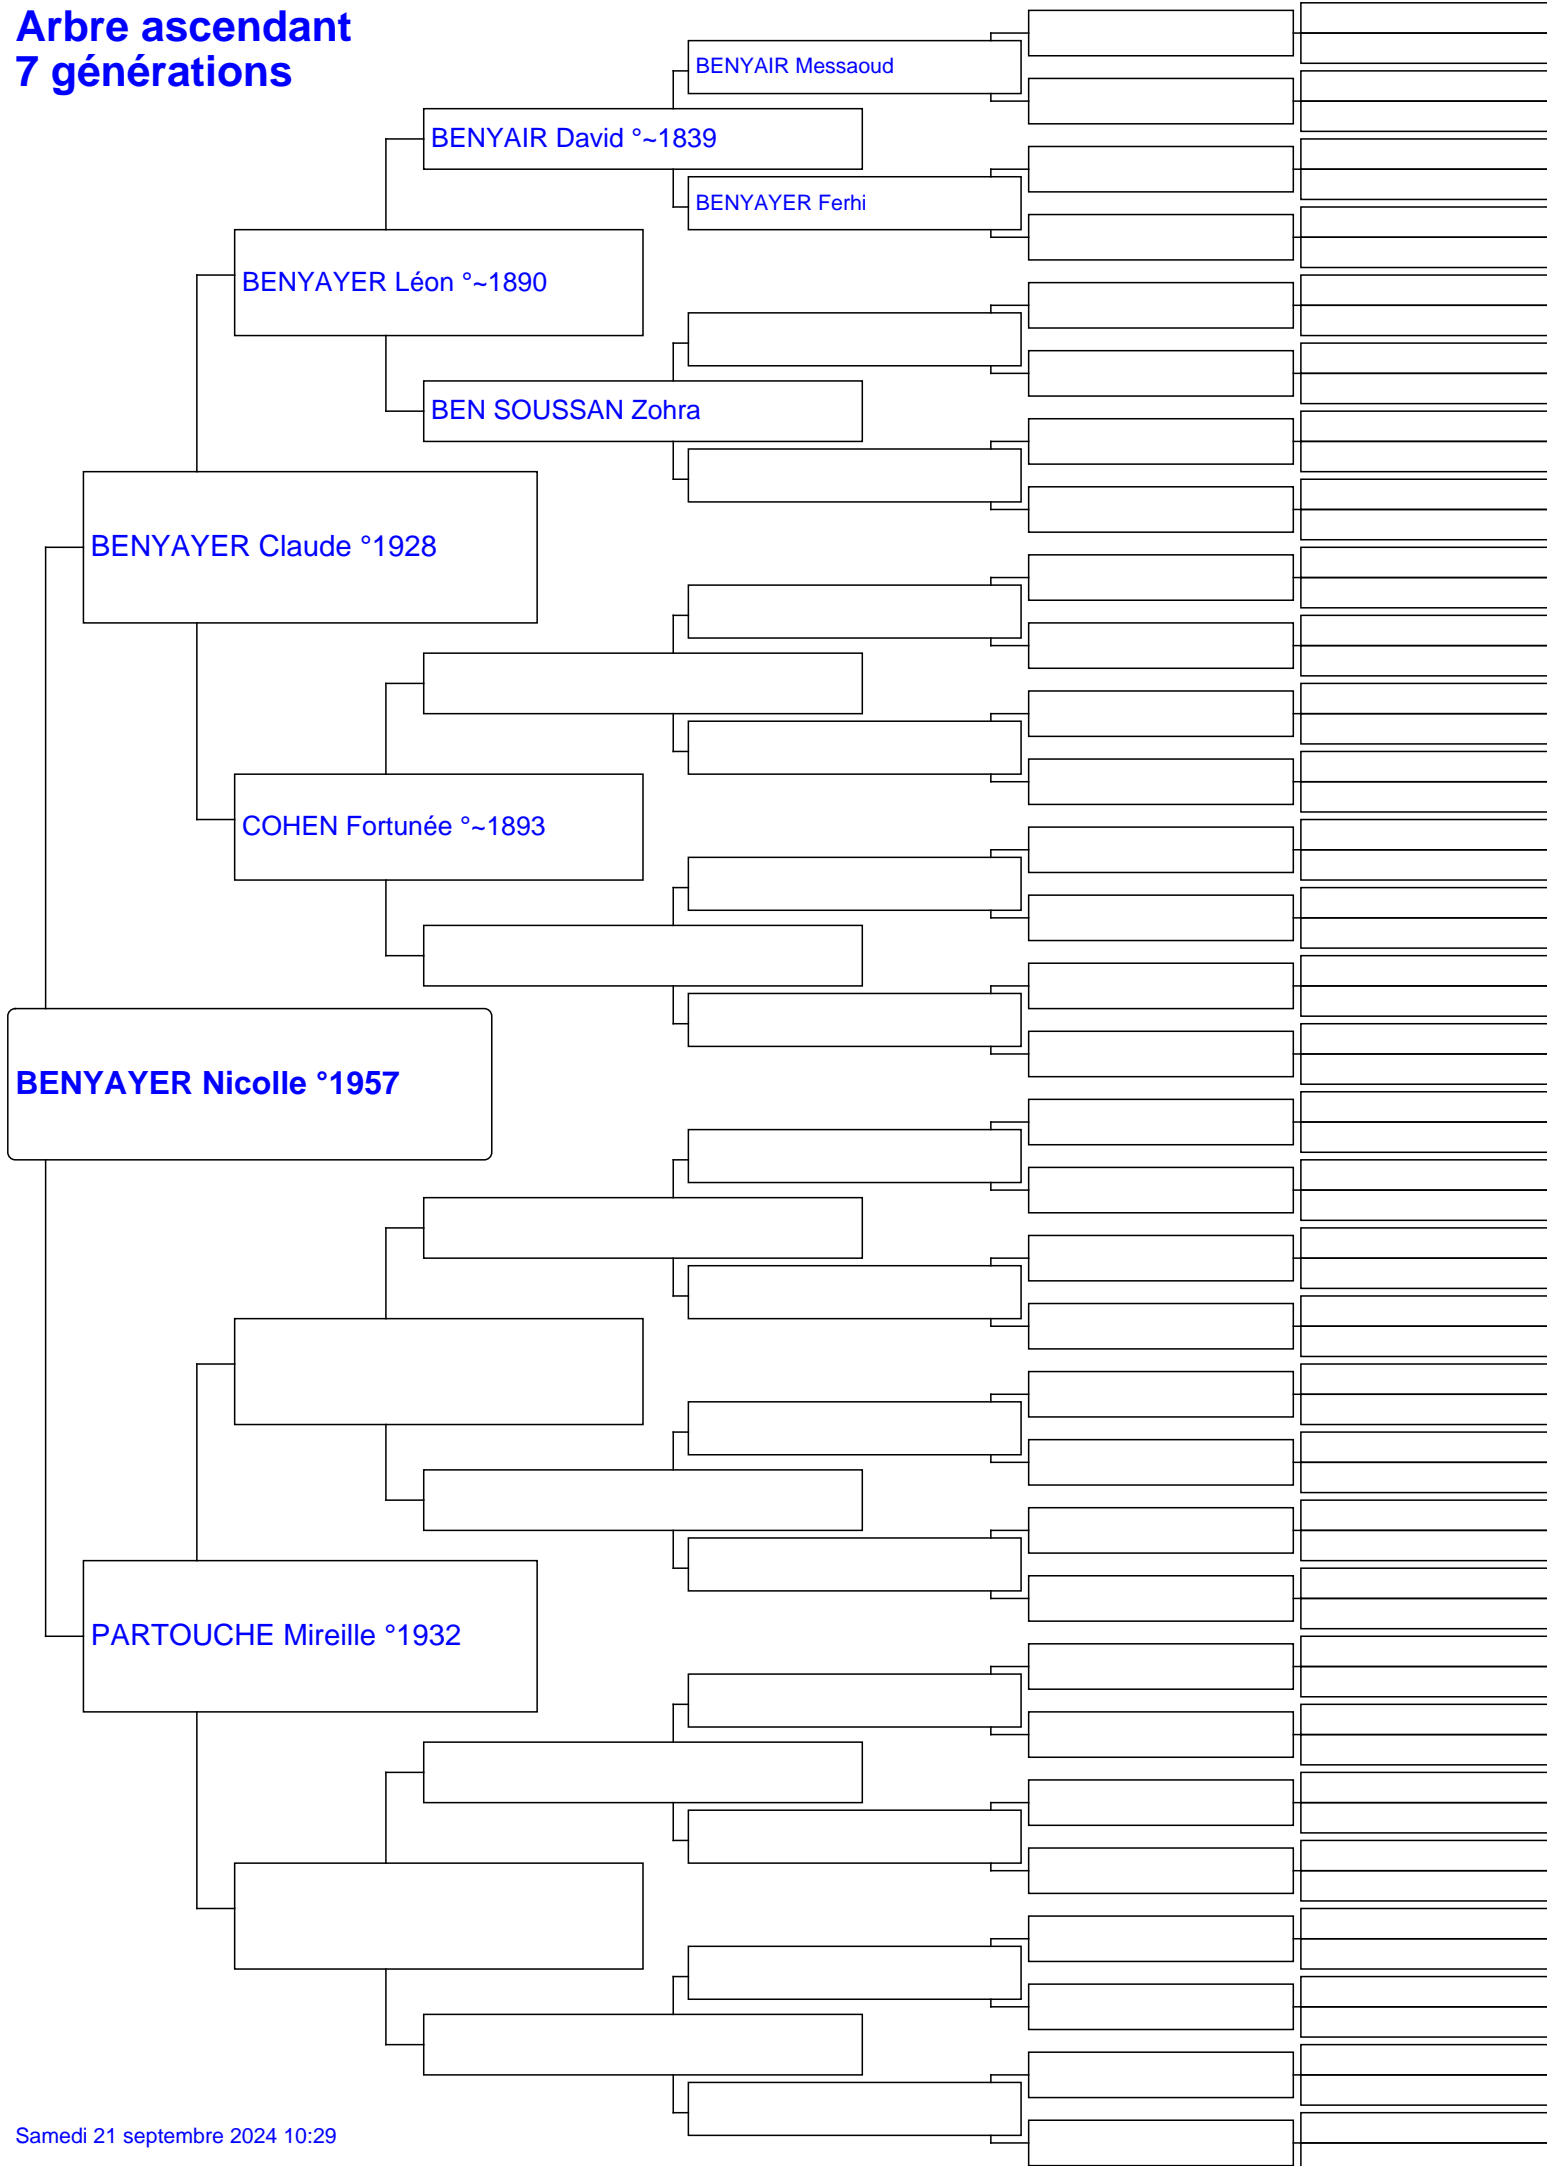 Arbre ascendant
7 générations
BENYAIR Messaoud
BENYAIR David °~1839
BENYAYER Ferhi
BENYAYER Léon °~1890
BEN SOUSSAN Zohra
BENYAYER Claude °1928
COHEN Fortunée °~1893
BENYAYER Nicolle °1957
PARTOUCHE Mireille °1932
Samedi 21 septembre 2024 10:29